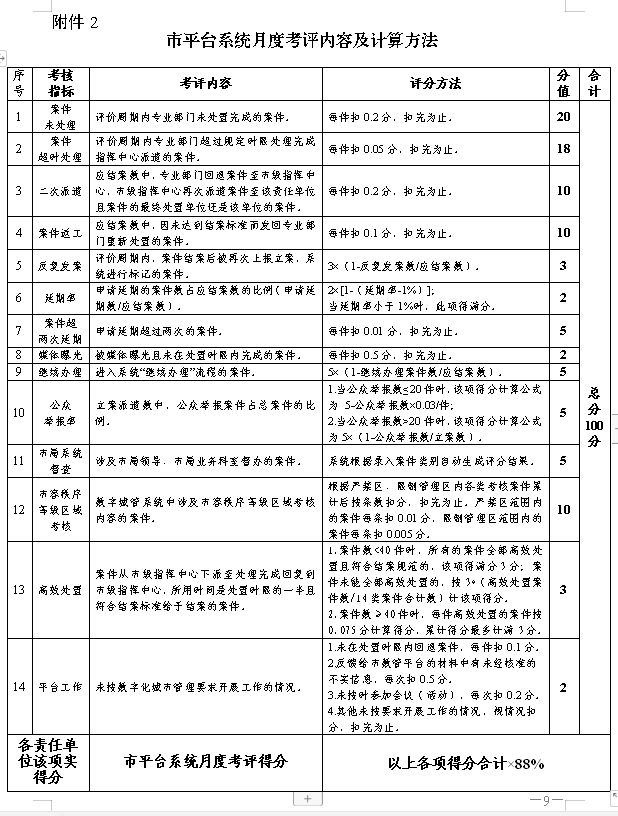 附件 2
市平台系统月度考评内容及计算方法
序号 考核指标 考评内容 评分方法 分值 合计
1 案件未处理 评价周期内专业部门未处置完成的案件。 每件扣 0.2 分，扣完为止。 20
2 案件超时处理 评价周期内专业部门超过规定时限处理完成指挥中心派遣的案件。 每件扣 0.05 分，扣完为止。 18
3 二次派遣 应结案数中，专业部门回退案件至市级指挥中心，市级指挥中心再次派遣案件至该责任单位且案件的最终处置单位还是该单位的案件。 每件扣 0.2 分，扣完为止。 10
4 案件返工 应结案数中，因未达到结案标准而发回专业部门重新处置的案件。 每件扣 0.1 分，扣完为止。 10
5 反复发案 评价周期内，案件结案后被再次上报立案，系统进行标记的案件。 3×（1-反复发案数/应结案数）。 3
6 延期率 申请延期的案件数占应结案数的比例（申请延期数/应结案数）。 2×[1-（延期率-1%）]；
当延期率小于 1%时，此项得满分。 2
7 案件超两次延期 申请延期超过两次的案件。 每件扣 0.01 分，扣完为止。 5
8 媒体曝光 被媒体曝光且未在处置时限内完成的案件。 每件扣 0.5 分，扣完为止。 2
9 继续办理 进入系统“继续办理”流程的案件。 5×（1-继续办理案件数/应结案数）。 5
10 公众举报率 立案派遣数中，公众举报案件占总案件的比例。 1.当公众举报数≤20 件时，该项得分计算公式为 5-公众举报数×0.03/件；
2.当公众举报数>20 件时，该项得分计算公式为 5×（1-公众举报数/立案数）。 5
11 市局系统督查 涉及市局领导、市局业务科室督办的案件。 系统根据录入案件类别自动生成评分结果。 5
12 市容秩序等级区域考核 数字城管系统中涉及市容秩序等级区域考核内容的案件。 根据严禁区、限制管理区内各类考核案件累计后按条数扣分，扣完为止。严禁区范围内的案件每条扣 0.01 分，限制管理区范围内的案件每条扣 0.005 分。 10
13 高效处置 案件从市级指挥中心下派至处理完成回复到市级指挥中心，所用时间是处置时限的一半且符合结案标准给于结案的案件。 1.案件数<40 件时，所有的案件全部高效处置且符合结案规范的，该项得满分 3 分；案件未能全部高效处置的，按 3*（高效处置案件数/14 类案件合计数）计该项得分。
2.案件数≥40 件时，每件高效处置的案件按 0.075 分计算得分，累计得分最多计满 3 分。 3
14 平台工作 未按数字化城市管理要求开展工作的情况。 1.未在处置时限内回退案件，每件扣 0.1 分。
2.反馈给市数管平台的材料中有未经核准的不实信息，每次扣 0.5 分。
3.未按时参加会议（活动），每次扣 0.2 分。
4.其他未按要求开展工作的情况，视情况扣分，扣完为止。 2
总分 100 分
各责任单位该项实得分 市平台系统月度考评得分 以上各项得分合计×88%
—9—